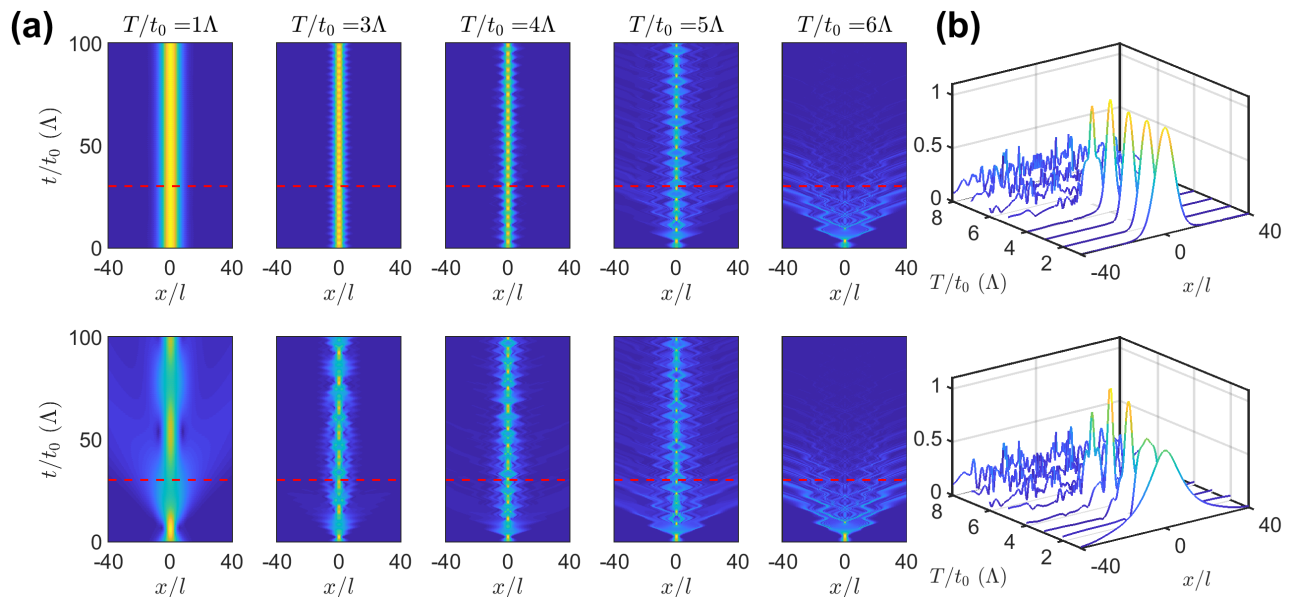 (a) T/t₀ =1Λ T/t₀ =3Λ T/t₀ =4Λ T/t₀ =5Λ T/t₀ =6Λ (b)
100
50
0
t/t₀ (Λ)
-40 0 40 -40 0 40 -40 0 40 -40 0 40 -40 0 40
x/l x/l x/l x/l x/l
1
0.5
0
8 6 4 2
-40 0 40
T/t₀ (Λ) x/l
100
50
0
t/t₀ (Λ)
-40 0 40 -40 0 40 -40 0 40 -40 0 40 -40 0 40
x/l x/l x/l x/l x/l
1
0.5
0
8 6 4 2
-40 0 40
T/t₀ (Λ) x/l